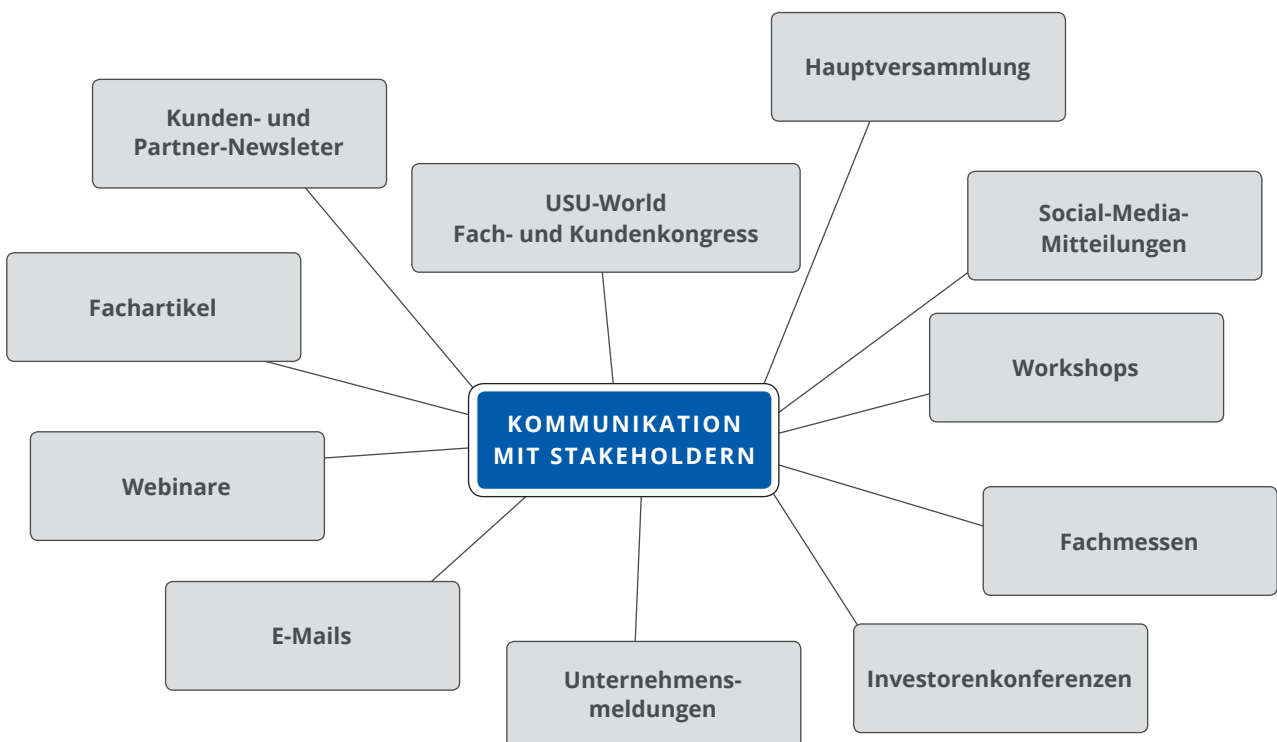 Hauptversammlung
Kunden- und
Partner-Newsleter
USU-World
Fach- und Kundenkongress
Social-Media-
Mitteilungen
Fachartikel
Workshops
KOMMUNIKATION
MIT STAKEHOLDERN
Webinare
Fachmessen
E-Mails
Unternehmens-
meldungen
Investorenkonferenzen